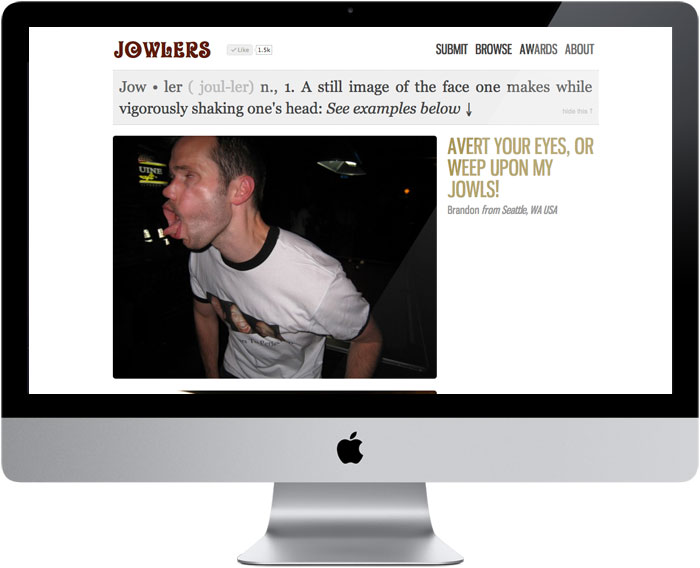 JOWLERS Like 1.5k SUBMIT BROWSE AWARDS ABOUT
Jow • ler ( joul-ler) n., 1. A still image of the face one makes while
vigorously shaking one's head: See examples below ↓
hide this ↑
UINE
AVERT YOUR EYES, OR
WEEP UPON MY
JOWLS!
Brandon from Seattle, WA USA